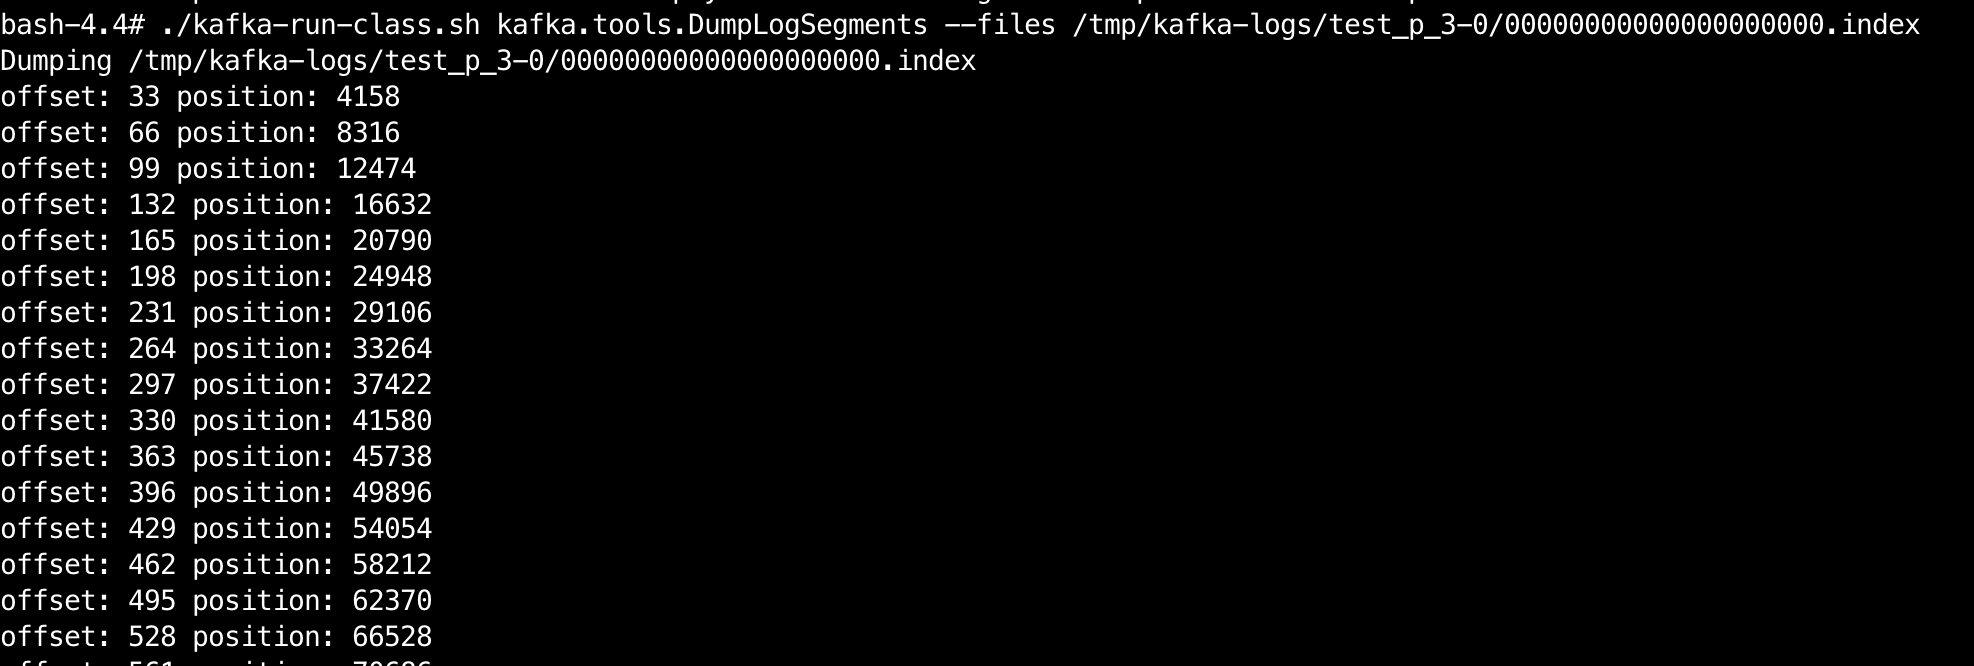 bash-4.4# ./kafka-run-class.sh kafka.tools.DumpLogSegments --files /tmp/kafka-logs/test_p_3-0/00000000000000000000.index
Dumping /tmp/kafka-logs/test_p_3-0/00000000000000000000.index
offset: 33 position: 4158
offset: 66 position: 8316
offset: 99 position: 12474
offset: 132 position: 16632
offset: 165 position: 20790
offset: 198 position: 24948
offset: 231 position: 29106
offset: 264 position: 33264
offset: 297 position: 37422
offset: 330 position: 41580
offset: 363 position: 45738
offset: 396 position: 49896
offset: 429 position: 54054
offset: 462 position: 58212
offset: 495 position: 62370
offset: 528 position: 66528